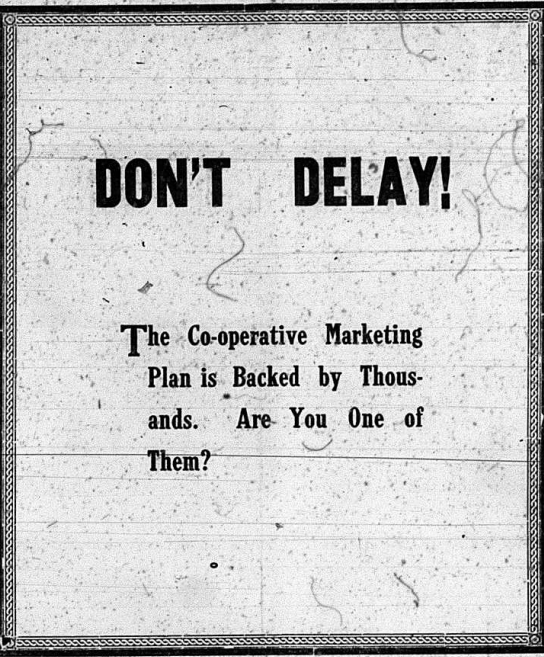 DON'T DELAY!
The Co-operative Marketing
Plan is Backed by Thous-
ands. Are You One of
Them?